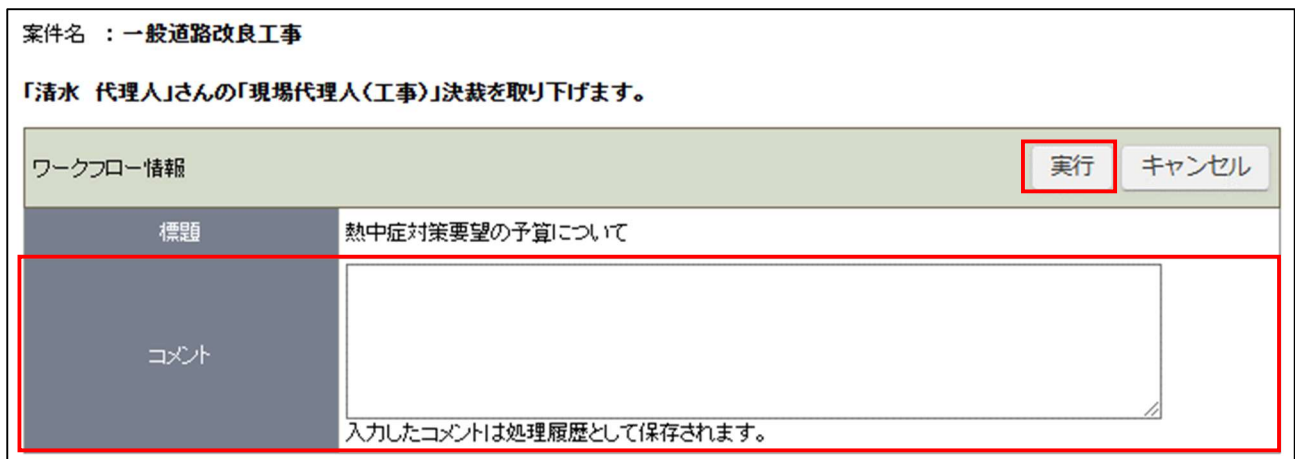 案件名 ：一般道路改良工事
「清水　代理人」さんの「現場代理人（工事）」決裁を取り下げます。
ワークフロー情報 実行 キャンセル
標題 熱中症対策要望の予算について
コメント
入力したコメントは処理履歴として保存されます。